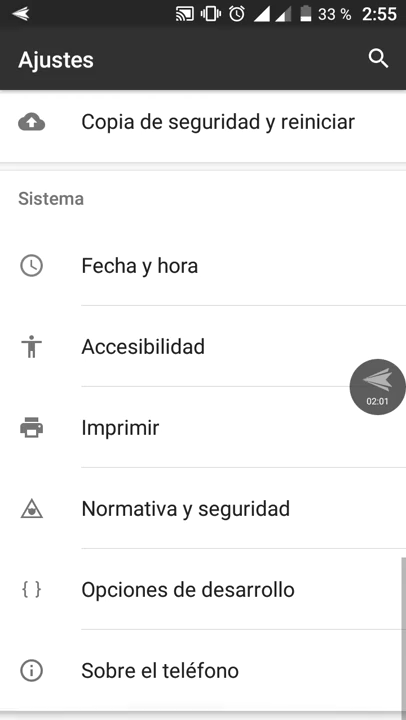 33 % 2:55
Ajustes
Copia de seguridad y reiniciar
Sistema
Fecha y hora
Accesibilidad
02:01
Imprimir
Normativa y seguridad
{ } Opciones de desarrollo
Sobre el teléfono